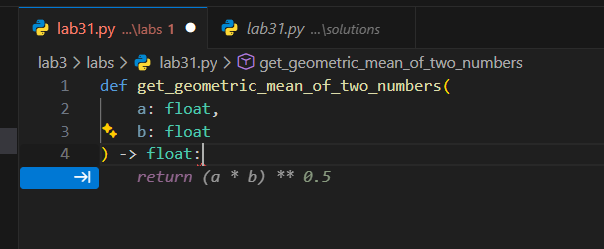 lab31.py ...\labs 1
lab31.py ...\solutions
lab3 > labs > lab31.py > get_geometric_mean_of_two_numbers
1 def get_geometric_mean_of_two_numbers(
2 a: float,
3 b: float
4 ) -> float:
return (a * b) ** 0.5